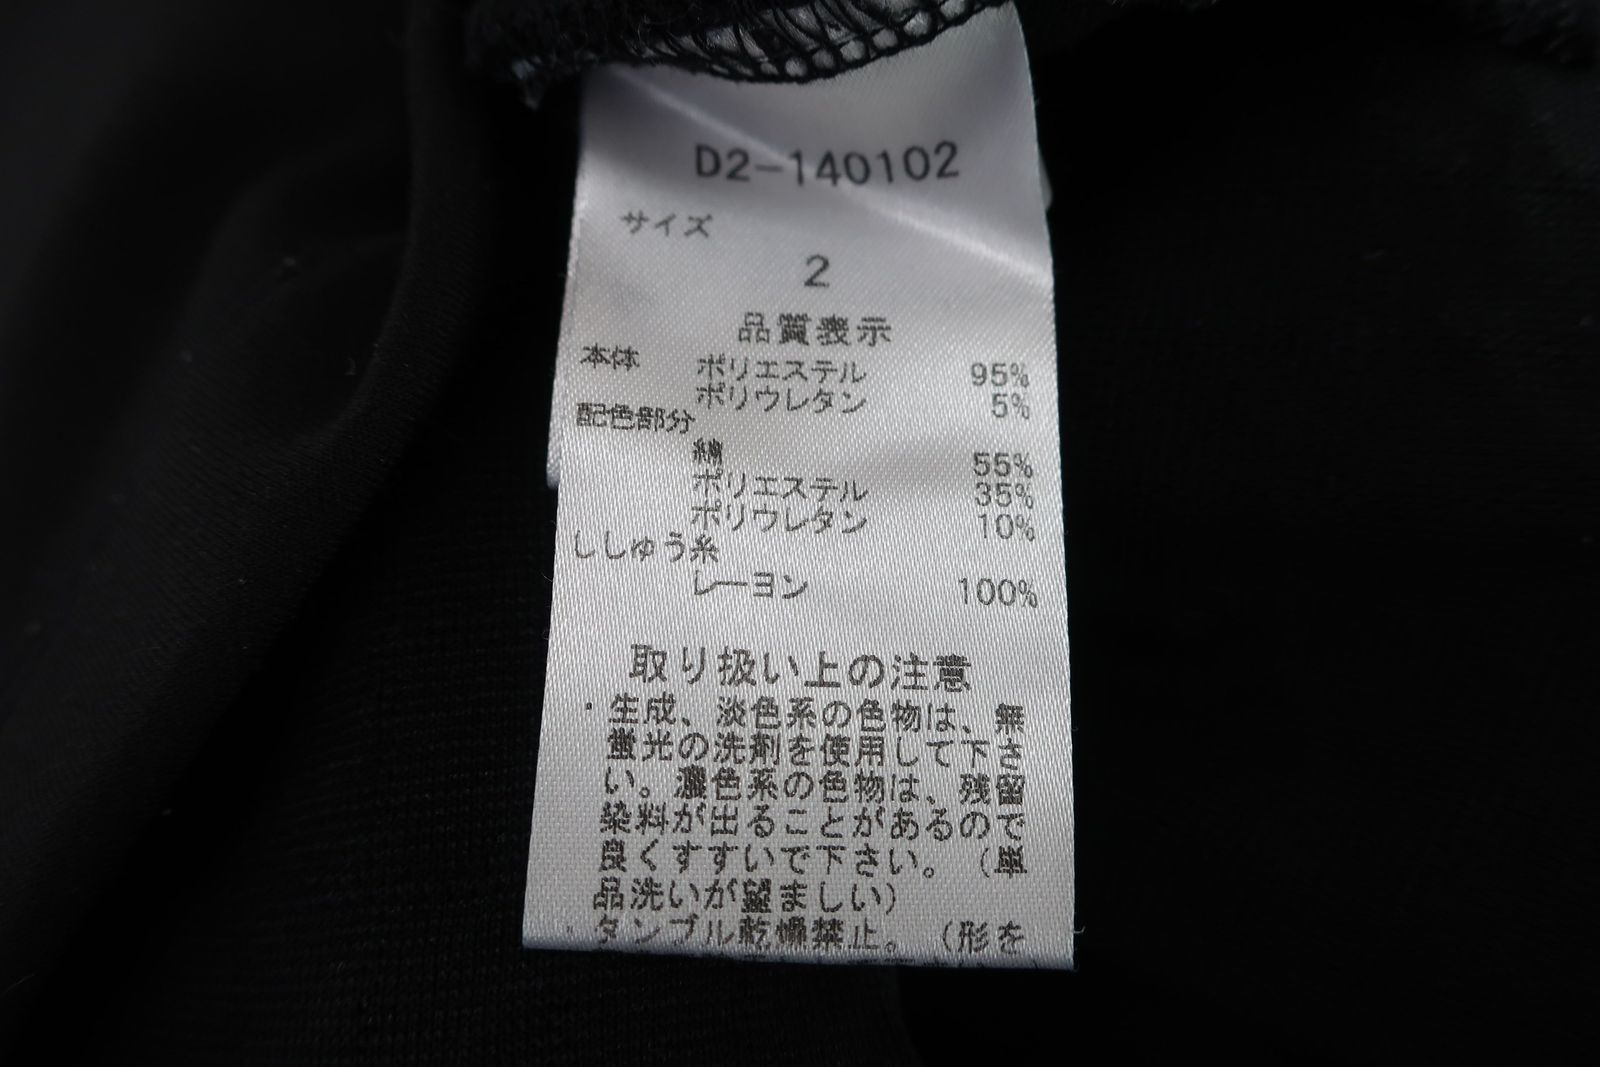 D2-140102
サイズ
2
品質表示
本体 ポリエステル 95%
ポリウレタン 5%
配色部分
綿 55%
ポリエステル 35%
ポリウレタン 10%
ししゅう糸
レーヨン 100%
取り扱い上の注意
・生成、淡色系の色物は、無
蛍光の洗剤を使用して下さ
い。濃色系の色物は、残留
染料が出ることがあるので
良くすすいで下さい。(単
品洗いが望ましい)
・タンブル乾燥禁止。(形を